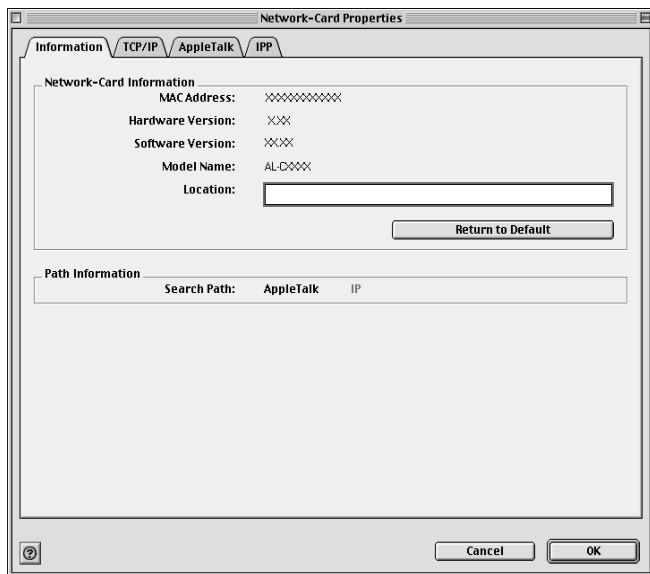 Network-Card Properties
Information TCP/IP AppleTalk IPP
Network-Card Information
MAC Address: XXXXXXXXXXX
Hardware Version: X.XX
Software Version: XX.XX
Model Name: AL-CXXXX
Location:
Return to Default
Path Information
Search Path: AppleTalk IP
?
Cancel OK